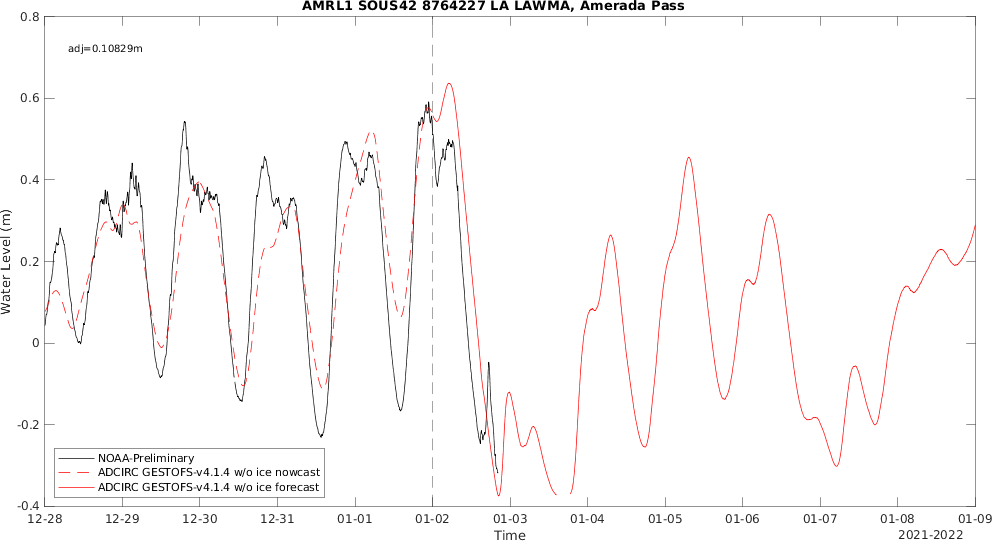 AMRL1 SOUS42 8764227 LA LAWMA, Amerada Pass
adj=0.10829m
Water Level (m)
0.8
0.6
0.4
0.2
0
-0.2
-0.4
NOAA-Preliminary
ADCIRC GESTOFS-v4.1.4 w/o ice nowcast
ADCIRC GESTOFS-v4.1.4 w/o ice forecast
12-28 12-29 12-30 12-31 01-01 01-02 01-03 01-04 01-05 01-06 01-07 01-08 01-09
Time
2021-2022